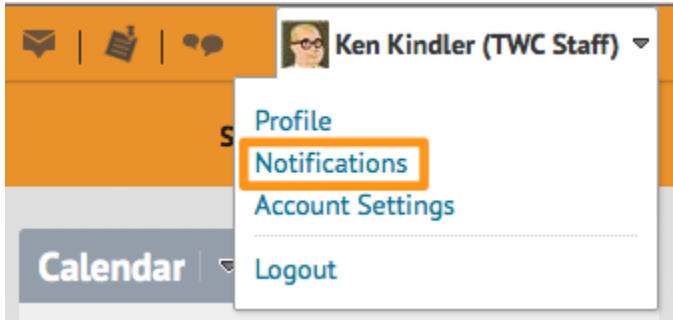 Ken Kindler (TWC Staff)
S
Profile
Notifications
Account Settings
Calendar
Logout